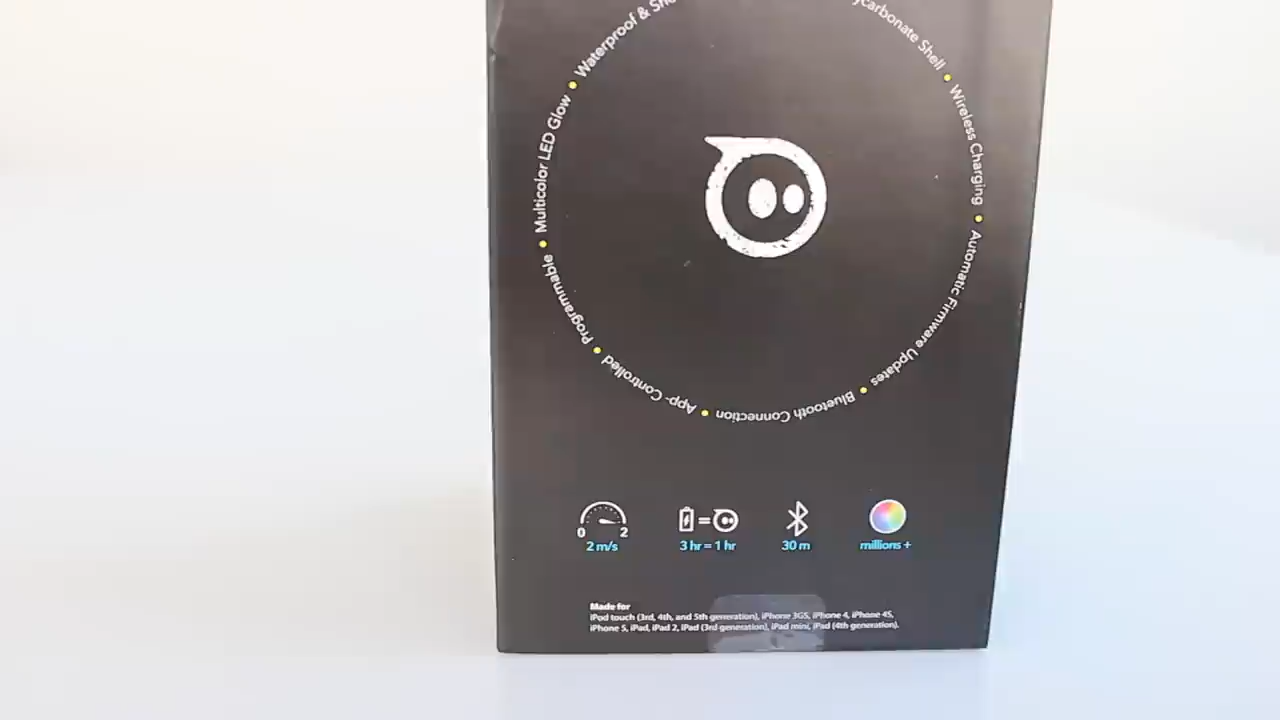 Waterproof &
Shell
Wireless Charging
Automatic Firmware Updates
Bluetooth Connection
App-Controlled
Programmable
Multicolor LED Glow
0 2
2 m/s
=
3 hr = 1 hr
30 m
millions +
Made for
iPod touch (3rd, 4th, and 5th generation), iPhone 3GS, iPhone 4, iPhone 4S,
iPhone 5, iPad, iPad 2, iPad (3rd generation), iPad mini, iPad (4th generation).